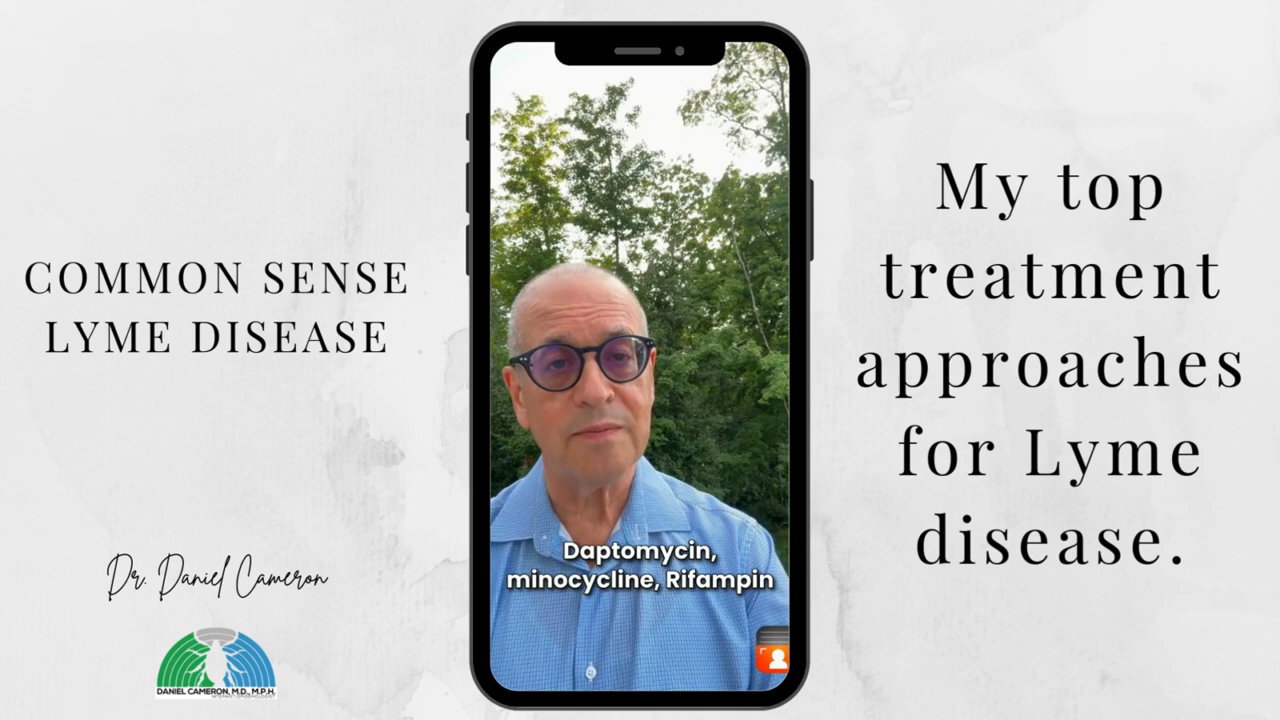 COMMON SENSE
LYME DISEASE
Dr. Daniel Cameron
DANIEL CAMERON, M.D., M.P.H.
Daptomycin,
minocycline, Rifampin
My top
treatment
approaches
for Lyme
disease.